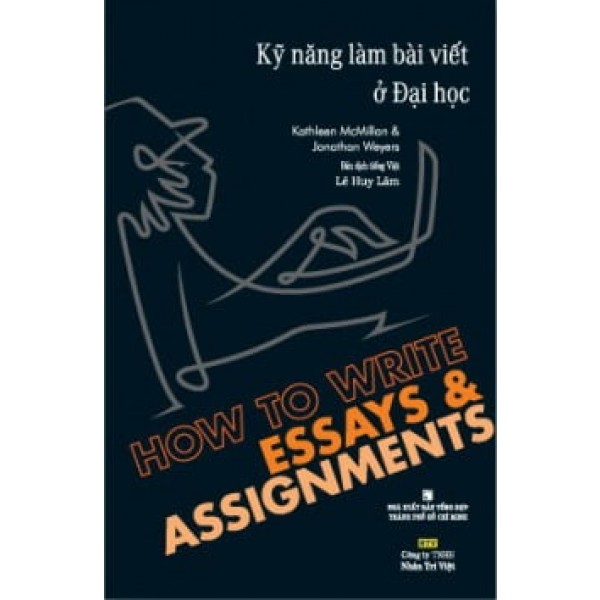 Kỹ năng làm bài viết
ở Đại học
Kathleen McMillan &
Jonathan Weyers
Bản dịch tiếng Việt
Lê Huy Lâm
HOW TO WRITE
ESSAYS &
ASSIGNMENTS
NHÀ XUẤT BẢN TỔNG HỢP
THÀNH PHỐ HỒ CHÍ MINH
NTV
Công ty TNHH
Nhân Trí Việt